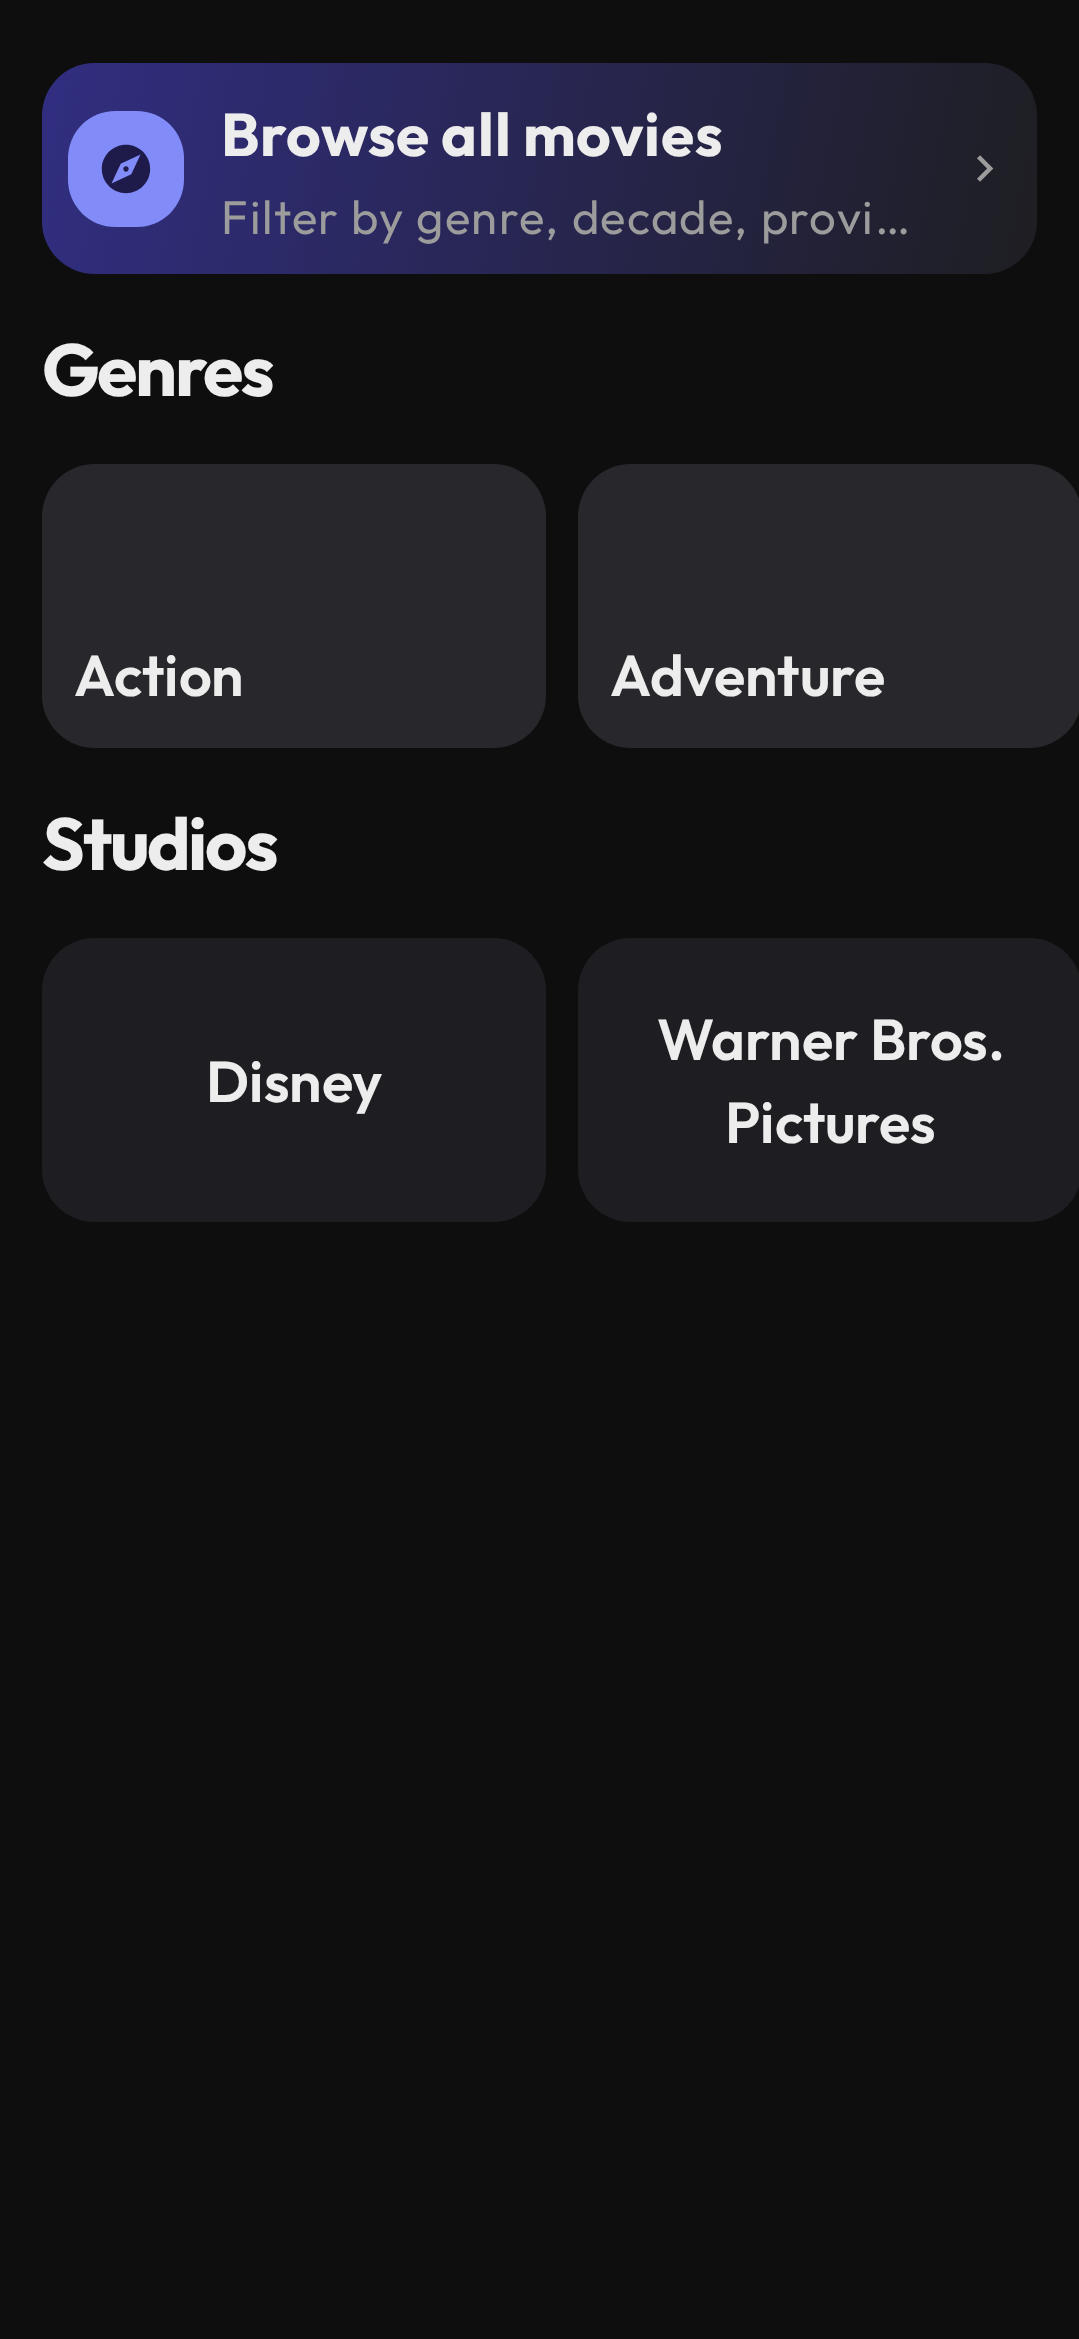 Browse all movies
Filter by genre, decade, provi...
Genres
Action
Adventure
Studios
Disney
Warner Bros.
Pictures